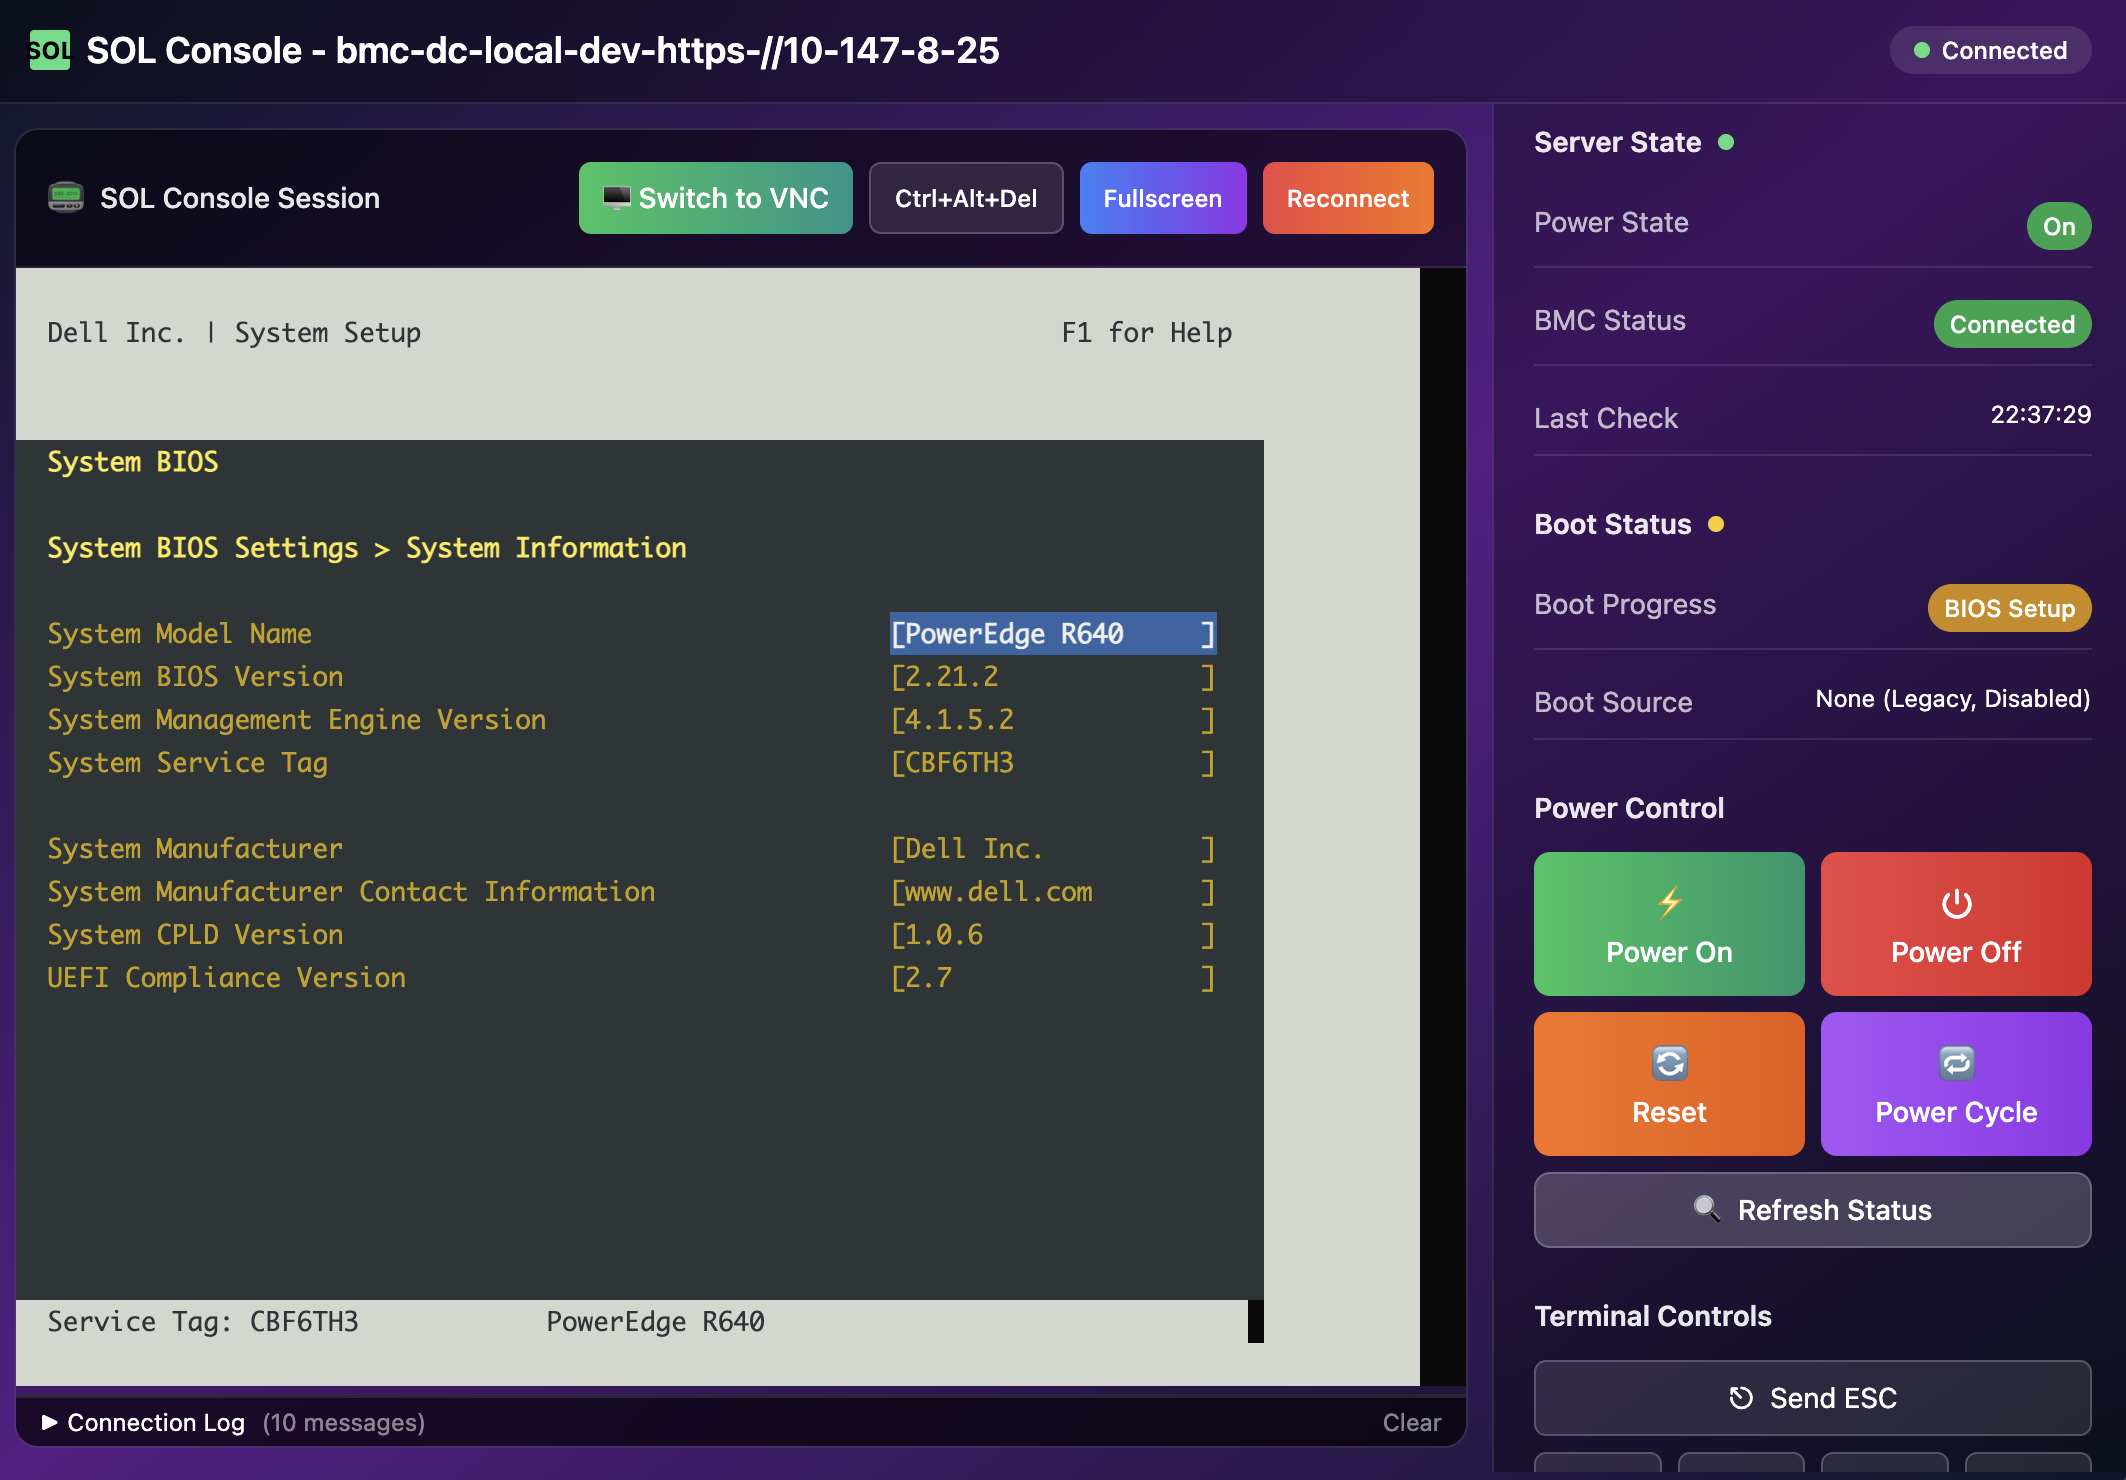 SOL SOL Console - bmc-dc-local-dev-https-//10-147-8-25
Connected
SOL Console Session
Switch to VNC
Ctrl+Alt+Del
Fullscreen
Reconnect
Dell Inc. | System Setup F1 for Help
System BIOS
System BIOS Settings > System Information
System Model Name [PowerEdge R640 ]
System BIOS Version [2.21.2 ]
System Management Engine Version [4.1.5.2 ]
System Service Tag [CBF6TH3 ]
System Manufacturer [Dell Inc. ]
System Manufacturer Contact Information [www.dell.com ]
System CPLD Version [1.0.6 ]
UEFI Compliance Version [2.7 ]
Service Tag: CBF6TH3 PowerEdge R640
▶ Connection Log (10 messages) Clear
Server State
Power State On
BMC Status Connected
Last Check 22:37:29
Boot Status
Boot Progress BIOS Setup
Boot Source None (Legacy, Disabled)
Power Control
Power On
Power Off
Reset
Power Cycle
Refresh Status
Terminal Controls
Send ESC